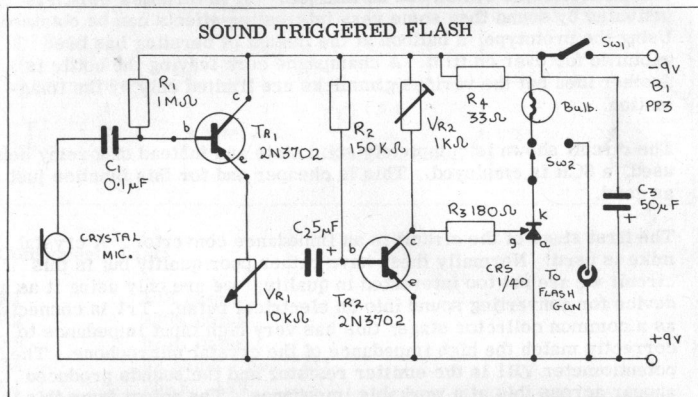 SOUND TRIGGERED FLASH
SW1
-9v
B1
PP3
R1
1MΩ
c
b
e
TR1
2N3702
C1
0.1µF
CRYSTAL
MIC.
R2
150KΩ
VR2
1KΩ
R4
33Ω
Bulb.
SW2
C3
50µF
+
R3 180Ω
k
g
a
CRS
1/40
TO
FLASH
GUN
C25µF
+
c
b
e
TR2
2N3702
VR1
10KΩ
+9v